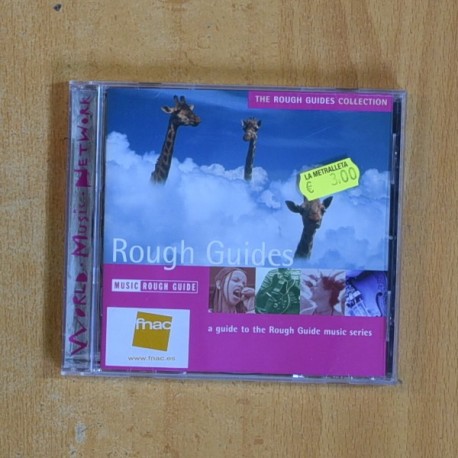 THE ROUGH GUIDES COLLECTION
LA METRALLETA
€ 3,00
Rough Guides
MUSIC ROUGH GUIDE
a guide to the Rough Guide music series
fnac
www.fnac.es
WORLD MUSIC NETWORK